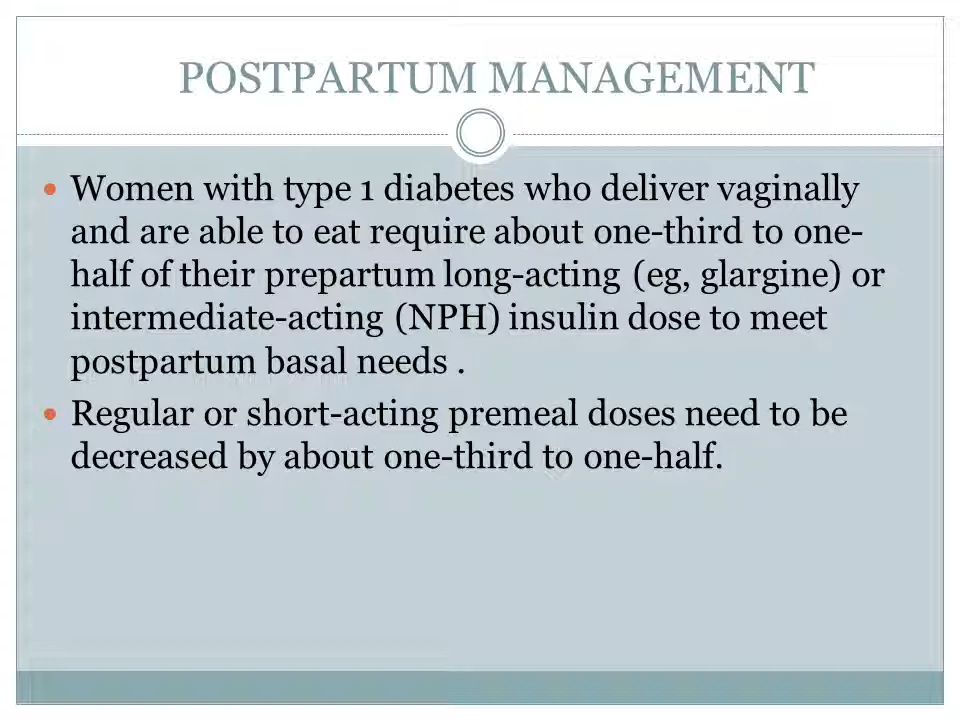 POSTPARTUM MANAGEMENT
• Women with type 1 diabetes who deliver vaginally
and are able to eat require about one-third to one-
half of their prepartum long-acting (eg, glargine) or
intermediate-acting (NPH) insulin dose to meet
postpartum basal needs .
• Regular or short-acting premeal doses need to be
decreased by about one-third to one-half.